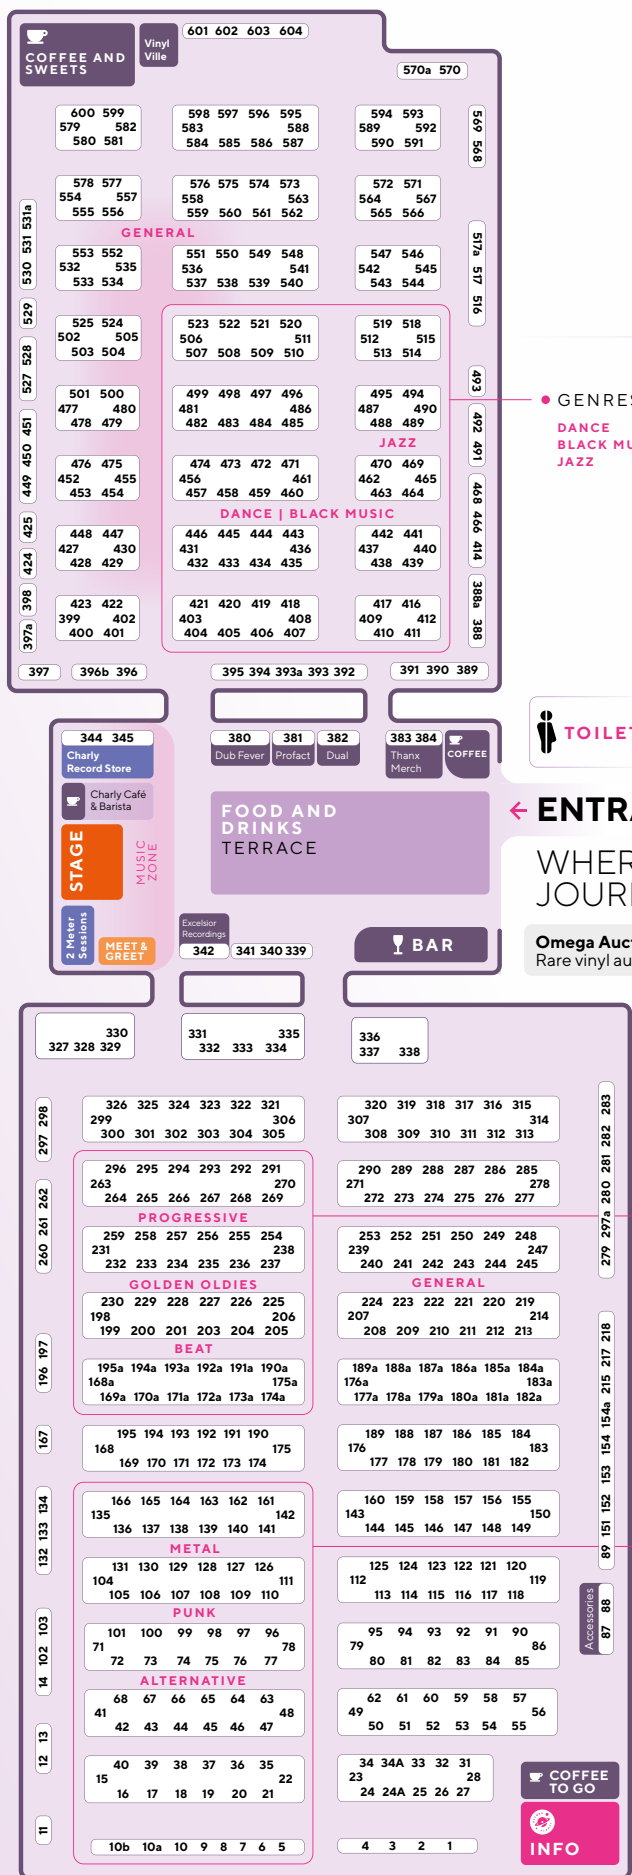 COFFEE AND
SWEETS
Vinyl
Ville
601 602 603 604
570a 570
600 599
579 582
580 581
598 597 596 595
583 588
584 585 586 587
594 593
589 592
590 591
569 568
578 577
554 557
555 556
576 575 574 573
558 563
559 560 561 562
572 571
564 567
565 566
530 531 531a
GENERAL
517a 517 516
553 552
532 535
533 534
551 550 549 548
536 541
537 538 539 540
547 546
542 545
543 544
529
525 524
502 505
503 504
523 522 521 520
506 511
507 508 509 510
519 518
512 515
513 514
527 528
493
501 500
477 480
478 479
499 498 497 496
481 486
482 483 484 485
495 494
487 490
488 489
GENRES
DANCE
BLACK MU
JAZZ
492 491
449 450 451
JAZZ
476 475
452 455
453 454
474 473 472 471
456 461
457 458 459 460
470 469
462 465
463 464
468 466 414
DANCE | BLACK MUSIC
425
448 447
427 430
428 429
446 445 444 443
431 436
432 433 434 435
442 441
437 440
438 439
424
388a 388
398
423 422
399 402
400 401
421 420 419 418
403 408
404 405 406 407
417 416
409 412
410 411
397a
397
396b 396
395 394 393a 393 392
391 390 389
344 345
Charly
Record Store
380
Dub Fever
381
Profact
382
Dual
383 384
Thanx
Merch
COFFEE
TOILET
Charly Café
& Barista
FOOD AND
DRINKS
TERRACE
ENTRA
STAGE
MUSIC
ZONE
WHER
JOUR
2 Meter
Sessions
MEET &
GREET
Excelsior
Recordings
342
341 340 339
BAR
Omega Auct
Rare vinyl au
330
327 328 329
331 335
332 333 334
336
337 338
297 298
326 325 324 323 322 321
299 306
300 301 302 303 304 305
320 319 318 317 316 315
307 314
308 309 310 311 312 313
279 297a 280 281 282 283
296 295 294 293 292 291
263 270
264 265 266 267 268 269
290 289 288 287 286 285
271 278
272 273 274 275 276 277
260 261 262
PROGRESSIVE
259 258 257 256 255 254
231 238
232 233 234 235 236 237
253 252 251 250 249 248
239 247
240 241 242 243 244 245
GOLDEN OLDIES
GENERAL
230 229 228 227 226 225
198 206
199 200 201 203 204 205
224 223 222 221 220 219
207 214
208 209 210 211 212 213
196 197
BEAT
89 151 152 153 154 154a 215 217 218
195a 194a 193a 192a 191a 190a
168a 175a
169a 170a 171a 172a 173a 174a
189a 188a 187a 186a 185a 184a
176a 183a
177a 178a 179a 180a 181a 182a
167
195 194 193 192 191 190
168 175
169 170 171 172 173 174
189 188 187 186 185 184
176 183
177 178 179 180 181 182
132 133 134
166 165 164 163 162 161
135 142
136 137 138 139 140 141
160 159 158 157 156 155
143 150
144 145 146 147 148 149
METAL
131 130 129 128 127 126
104 111
105 106 107 108 109 110
125 124 123 122 121 120
112 119
113 114 115 116 117 118
PUNK
Accessories
87 88
14 102 103
101 100 99 98 97 96
71 78
72 73 74 75 76 77
95 94 93 92 91 90
79 86
80 81 82 83 84 85
ALTERNATIVE
68 67 66 65 64 63
41 48
42 43 44 45 46 47
62 61 60 59 58 57
49 56
50 51 52 53 54 55
12 13
40 39 38 37 36 35
15 22
16 17 18 19 20 21
34 34A 33 32 31
23 28
24 24A 25 26 27
COFFEE
TO GO
11
10b 10a 10 9 8 7 6 5
4 3 2 1
INFO